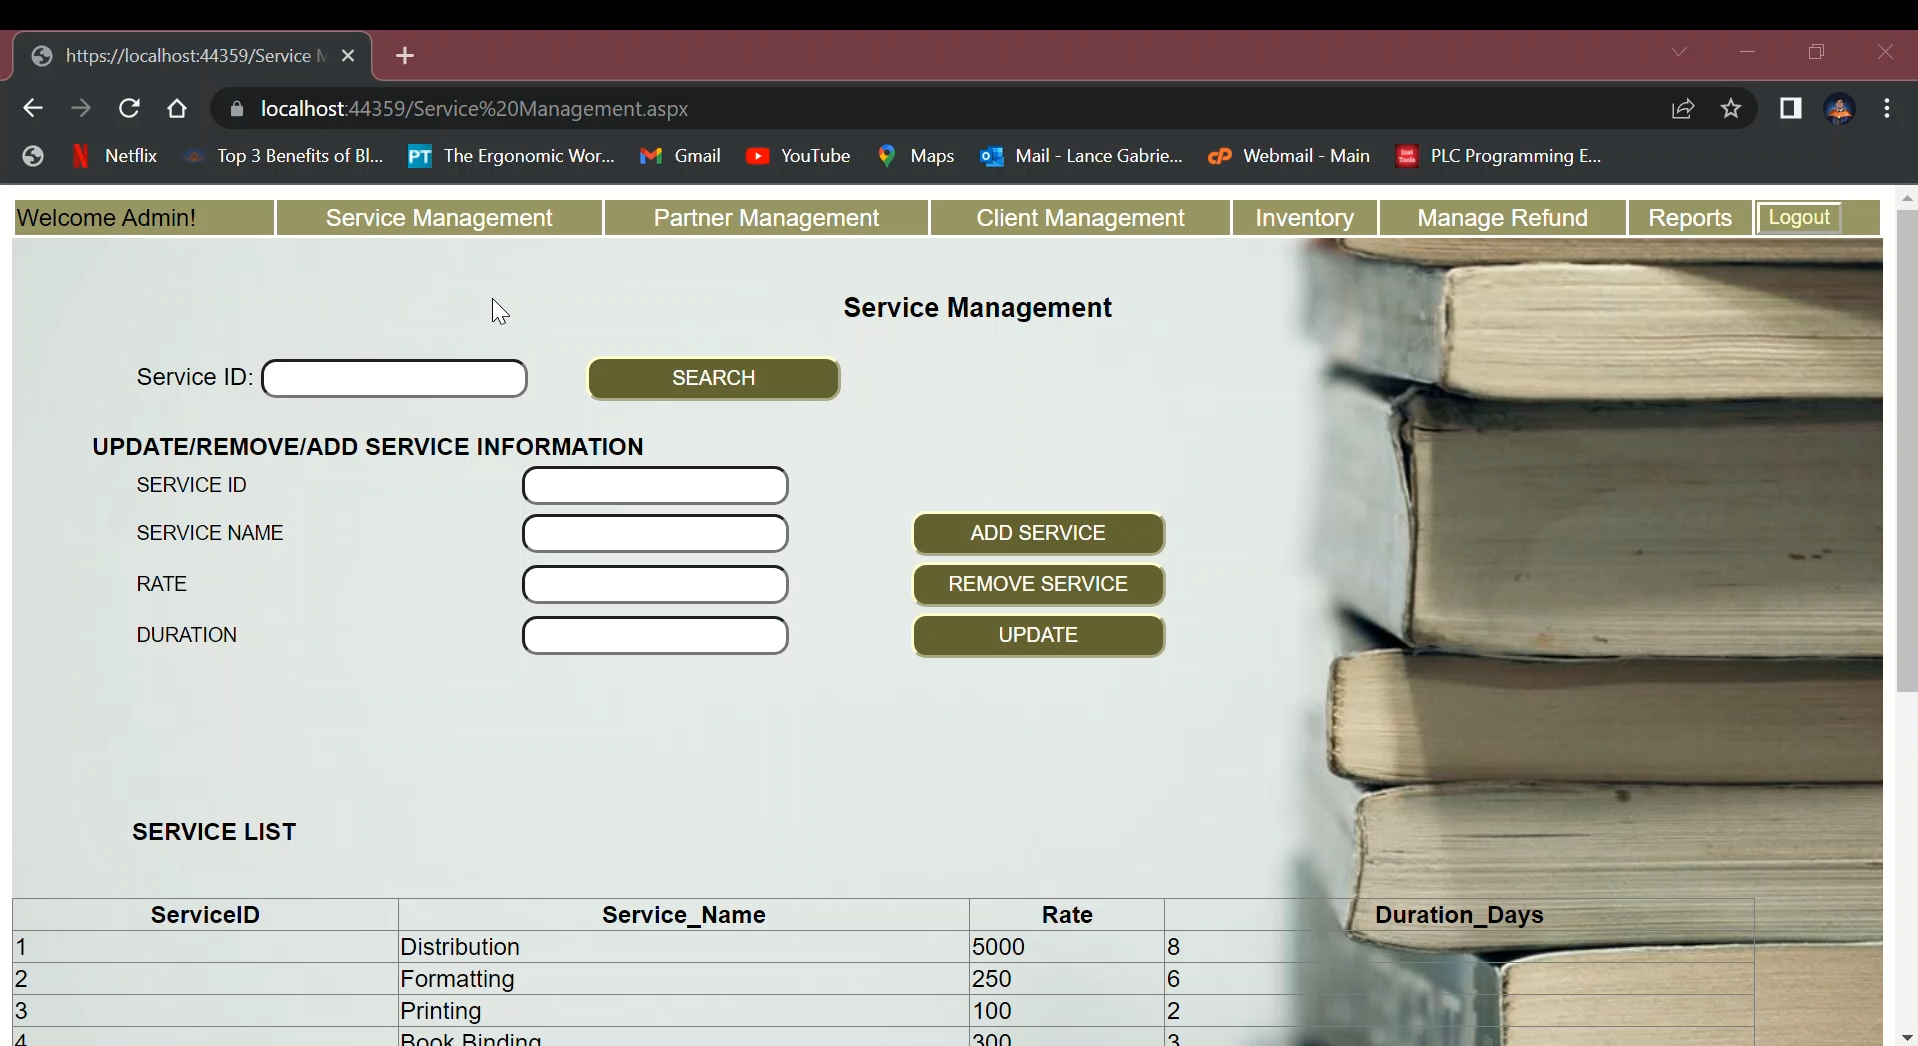 https://localhost:44359/Service M
localhost:44359/Service%20Management.aspx
Netflix Top 3 Benefits of Bl... PT The Ergonomic Wor... Gmail YouTube Maps Mail - Lance Gabrie... Webmail - Main PLC Programming E...
Welcome Admin! Service Management Partner Management Client Management Inventory Manage Refund Reports Logout
Service Management
Service ID: SEARCH
UPDATE/REMOVE/ADD SERVICE INFORMATION
SERVICE ID
SERVICE NAME ADD SERVICE
RATE REMOVE SERVICE
DURATION UPDATE
SERVICE LIST
ServiceID Service_Name Rate Duration_Days
1 Distribution 5000 8
2 Formatting 250 6
3 Printing 100 2
4 Book Binding 300 3